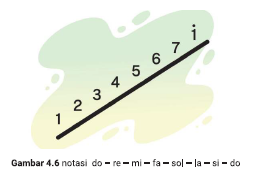 1 2 3 4 5 6 7 i
Gambar 4.6 notasi do – re – mi – fa – sol – la – si – do